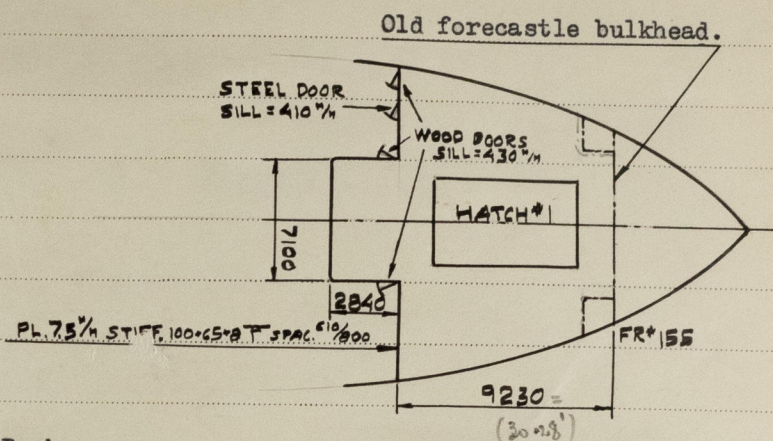 Old forecastle bulkhead.
STEEL DOOR
SILL = 410 m/m
WOOD DOORS
SILL = 430 m/m
HATCH #1
7100
2840
PL. 7.5 m/m STIFF. 100·65·8 SPAC. 610/800
FR# 155
9230 =
(30·28')